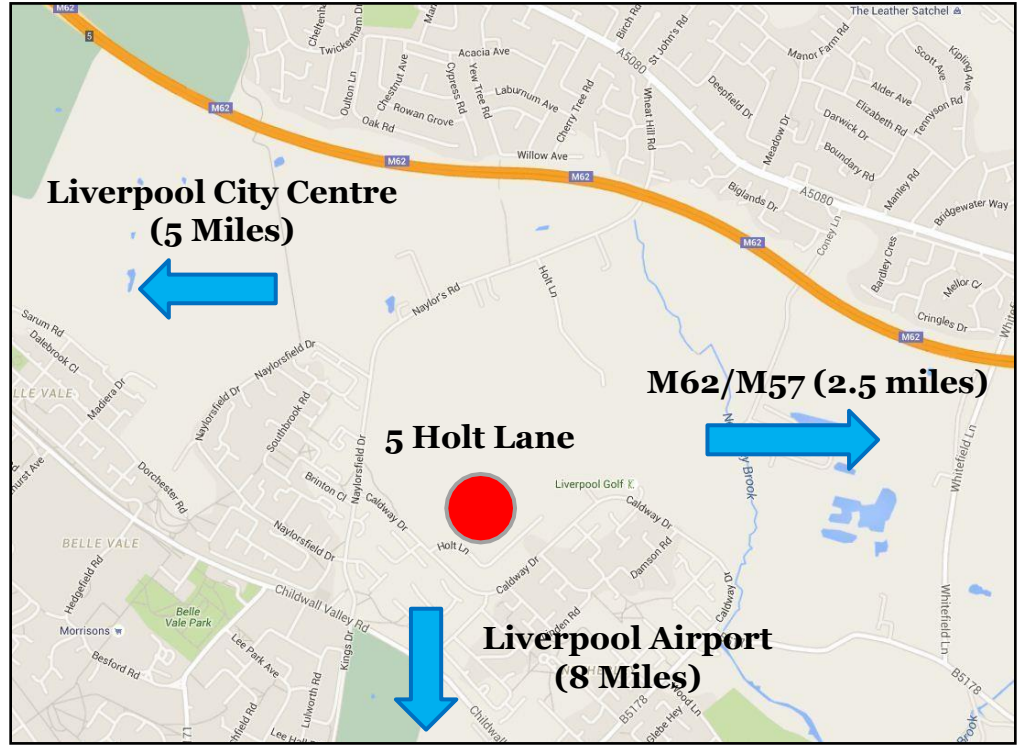 M62
5
Twickenham Dr
Oulton Ln
Chestnut Ave
Acacia Ave
Cypress Rd
Yew Tree Rd
Laburnum Ave
Rowan Grove
Oak Rd
Cherry Tree Rd
Willow Ave
Birch Rd
St John's Rd
A5080
Wheat Hill Rd
The Leather Satchel
Manor Farm Rd
Scott Ave
Kipling Ave
Alder Ave
Tennyson Rd
Elizabeth Rd
Deepfield Dr
Darwick Dr
Meadow Dr
Boundary Rd
Manley Rd
Biglands Dr
A5080
Bridgewater Way
Coney Ln
Bardley Cres
Mellor Cl
Cringles Dr
M62
M62
M62
M62
M62
Liverpool City Centre
(5 Miles)
Naylor's Rd
Holt Ln
Sarum Rd
Dalebrook Cl
Madiera Dr
Naylorsfield Dr
Naylorsfield Dr
Southbrook Rd
M62/M57 (2.5 miles)
5 Holt Lane
Naylorsfield Dr
Brinton Cl
Caldway Dr
Dorchester Rd
Naylorsfield Dr
Holt Ln
Liverpool Golf
Caldway Dr
Damson Rd
Caldway Dr
Caldway Dr
Brook
Whitefield Ln
Whitefield Ln
BELLE VALE
Hedgefield Rd
Belle
Vale Park
Morrisons
Besford Rd
Lee Park Ave
Childwall Valley Rd
Kings Dr
Lulworth Rd
Liverpool Airport
(8 Miles)
B5178
Glebe Hey
B5178
Brook